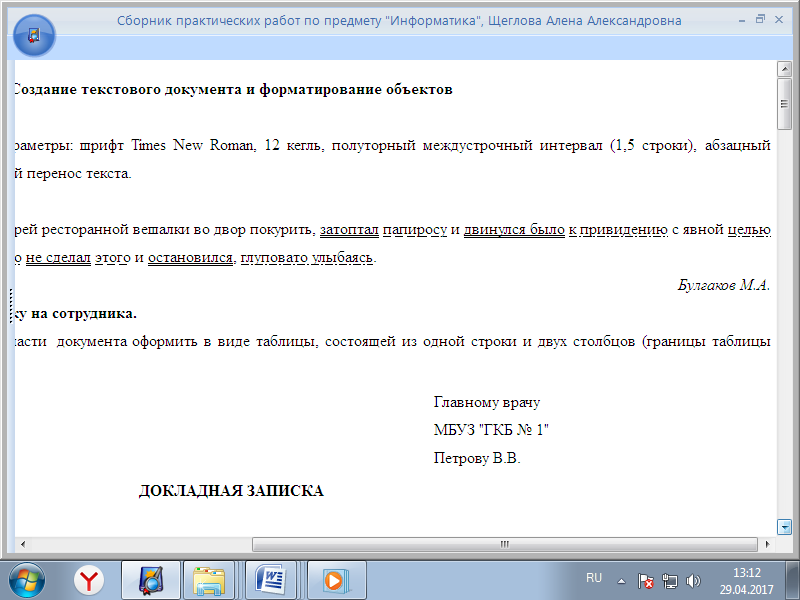 Сборник практических работ по предмету "Информатика", Щеглова Алена Александровна
Создание текстового документа и форматирование объектов
раметры: шрифт Times New Roman, 12 кегль, полуторный междустрочный интервал (1,5 строки), абзацный
й перенос текста.
рей ресторанной вешалки во двор покурить, затоптал папиросу и двинулся было к привидению с явной целью
о не сделал этого и остановился, глуповато улыбаясь.
Булгаков М.А.
ку на сотрудника.
части документа оформить в виде таблицы, состоящей из одной строки и двух столбцов (границы таблицы
Главному врачу
МБУЗ "ГКБ № 1"
Петрову В.В.
ДОКЛАДНАЯ ЗАПИСКА
RU
13:12
29.04.2017